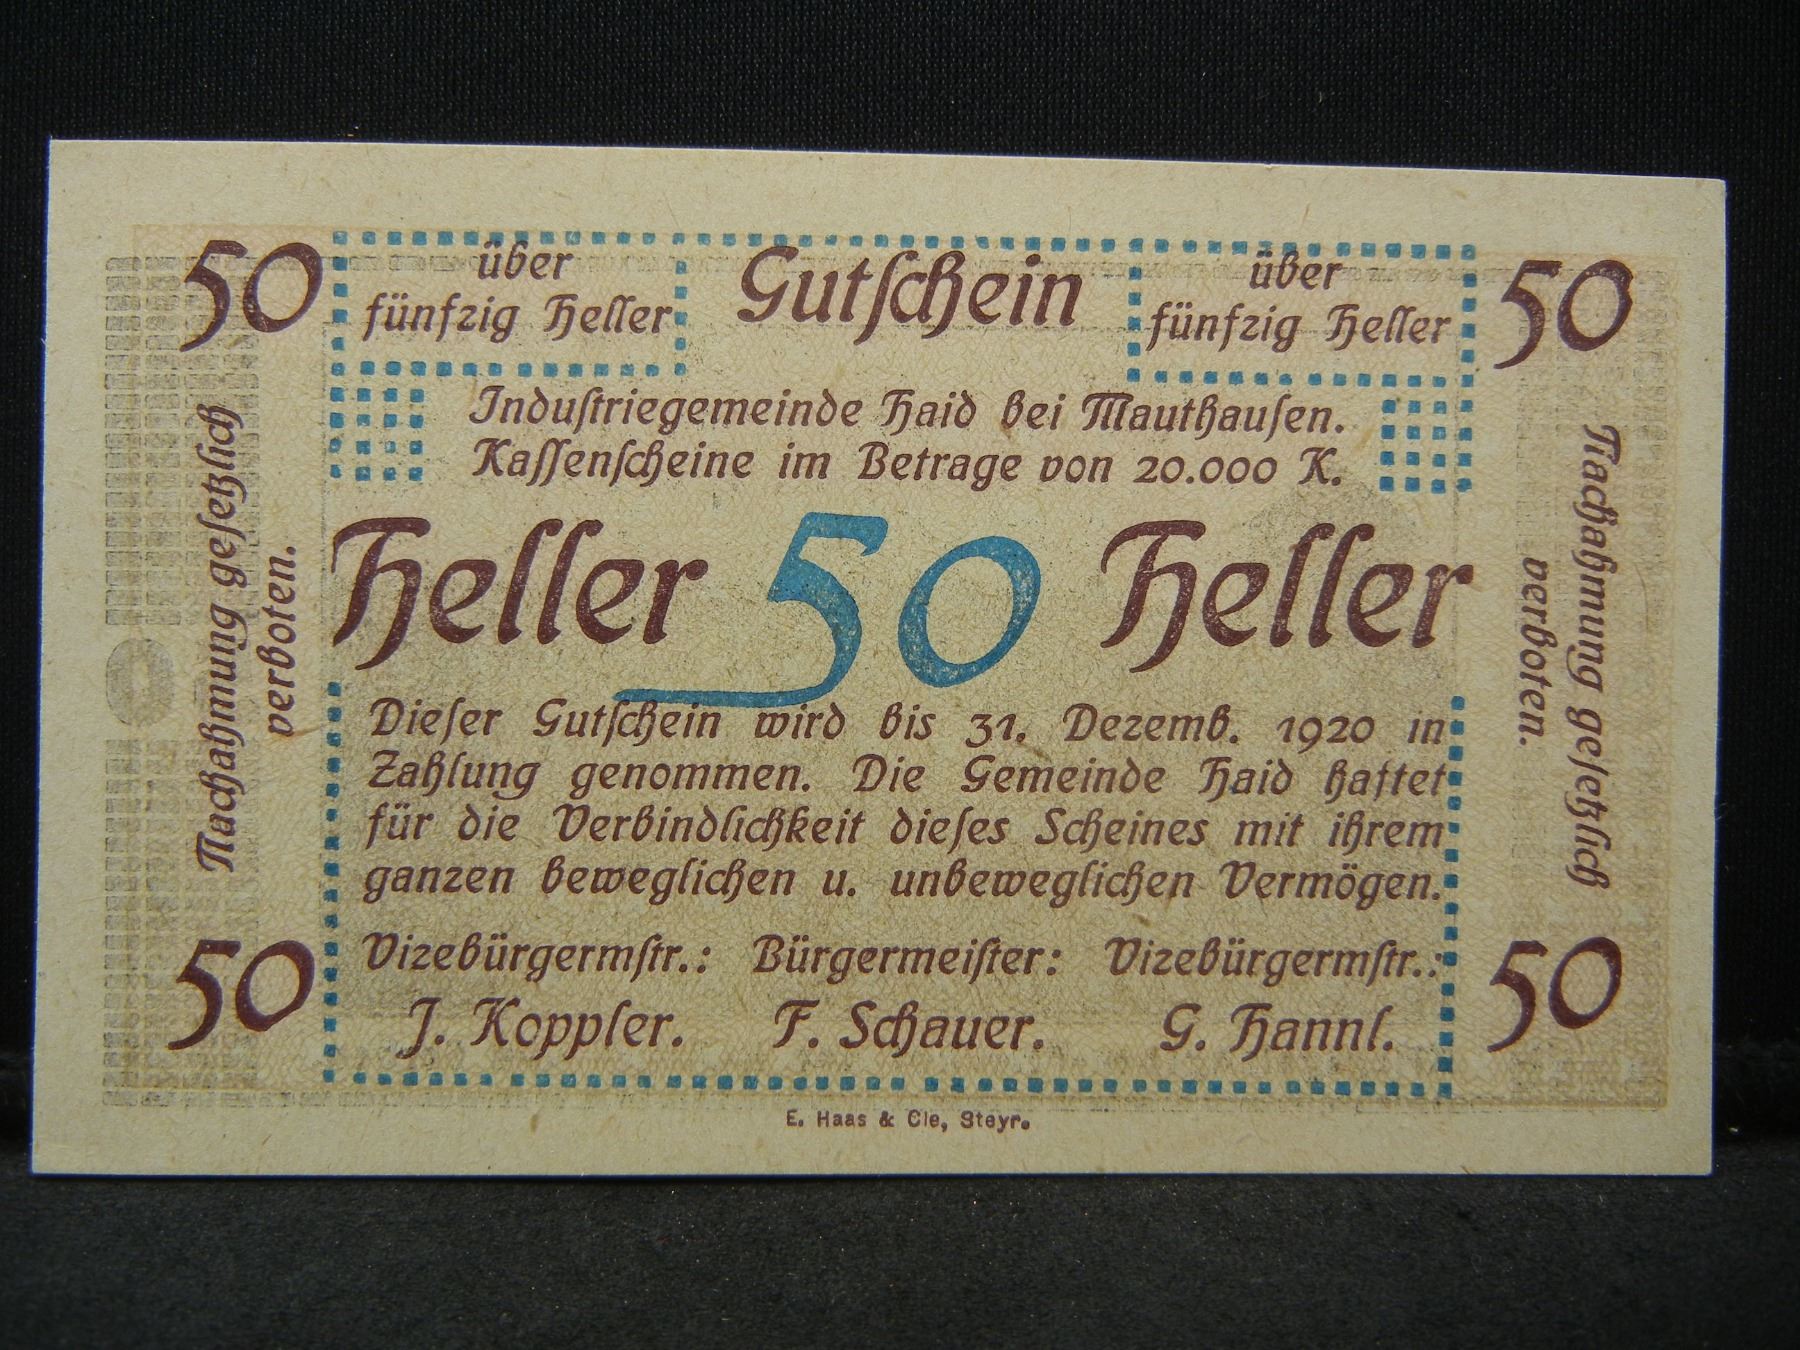 50
über
fünfzig Heller
Gutschein
über
fünfzig Heller
50
Industriegemeinde Haid bei Mauthausen.
Kassenscheine im Betrage von 20.000 K.
Nachahmung gesetzlich
verboten.
Heller 50 Heller
Nachahmung gesetzlich
verboten.
Dieser Gutschein wird bis 31. Dezemb. 1920 in
Zahlung genommen. Die Gemeinde Haid haftet
für die Verbindlichkeit dieses Scheines mit ihrem
ganzen beweglichen u. unbeweglichen Vermögen.
50
Vizebürgermstr.: Bürgermeister: Vizebürgermstr.:
J. Koppler. F. Schauer. G. Hannl.
50
E. Haas & Cie, Steyr.